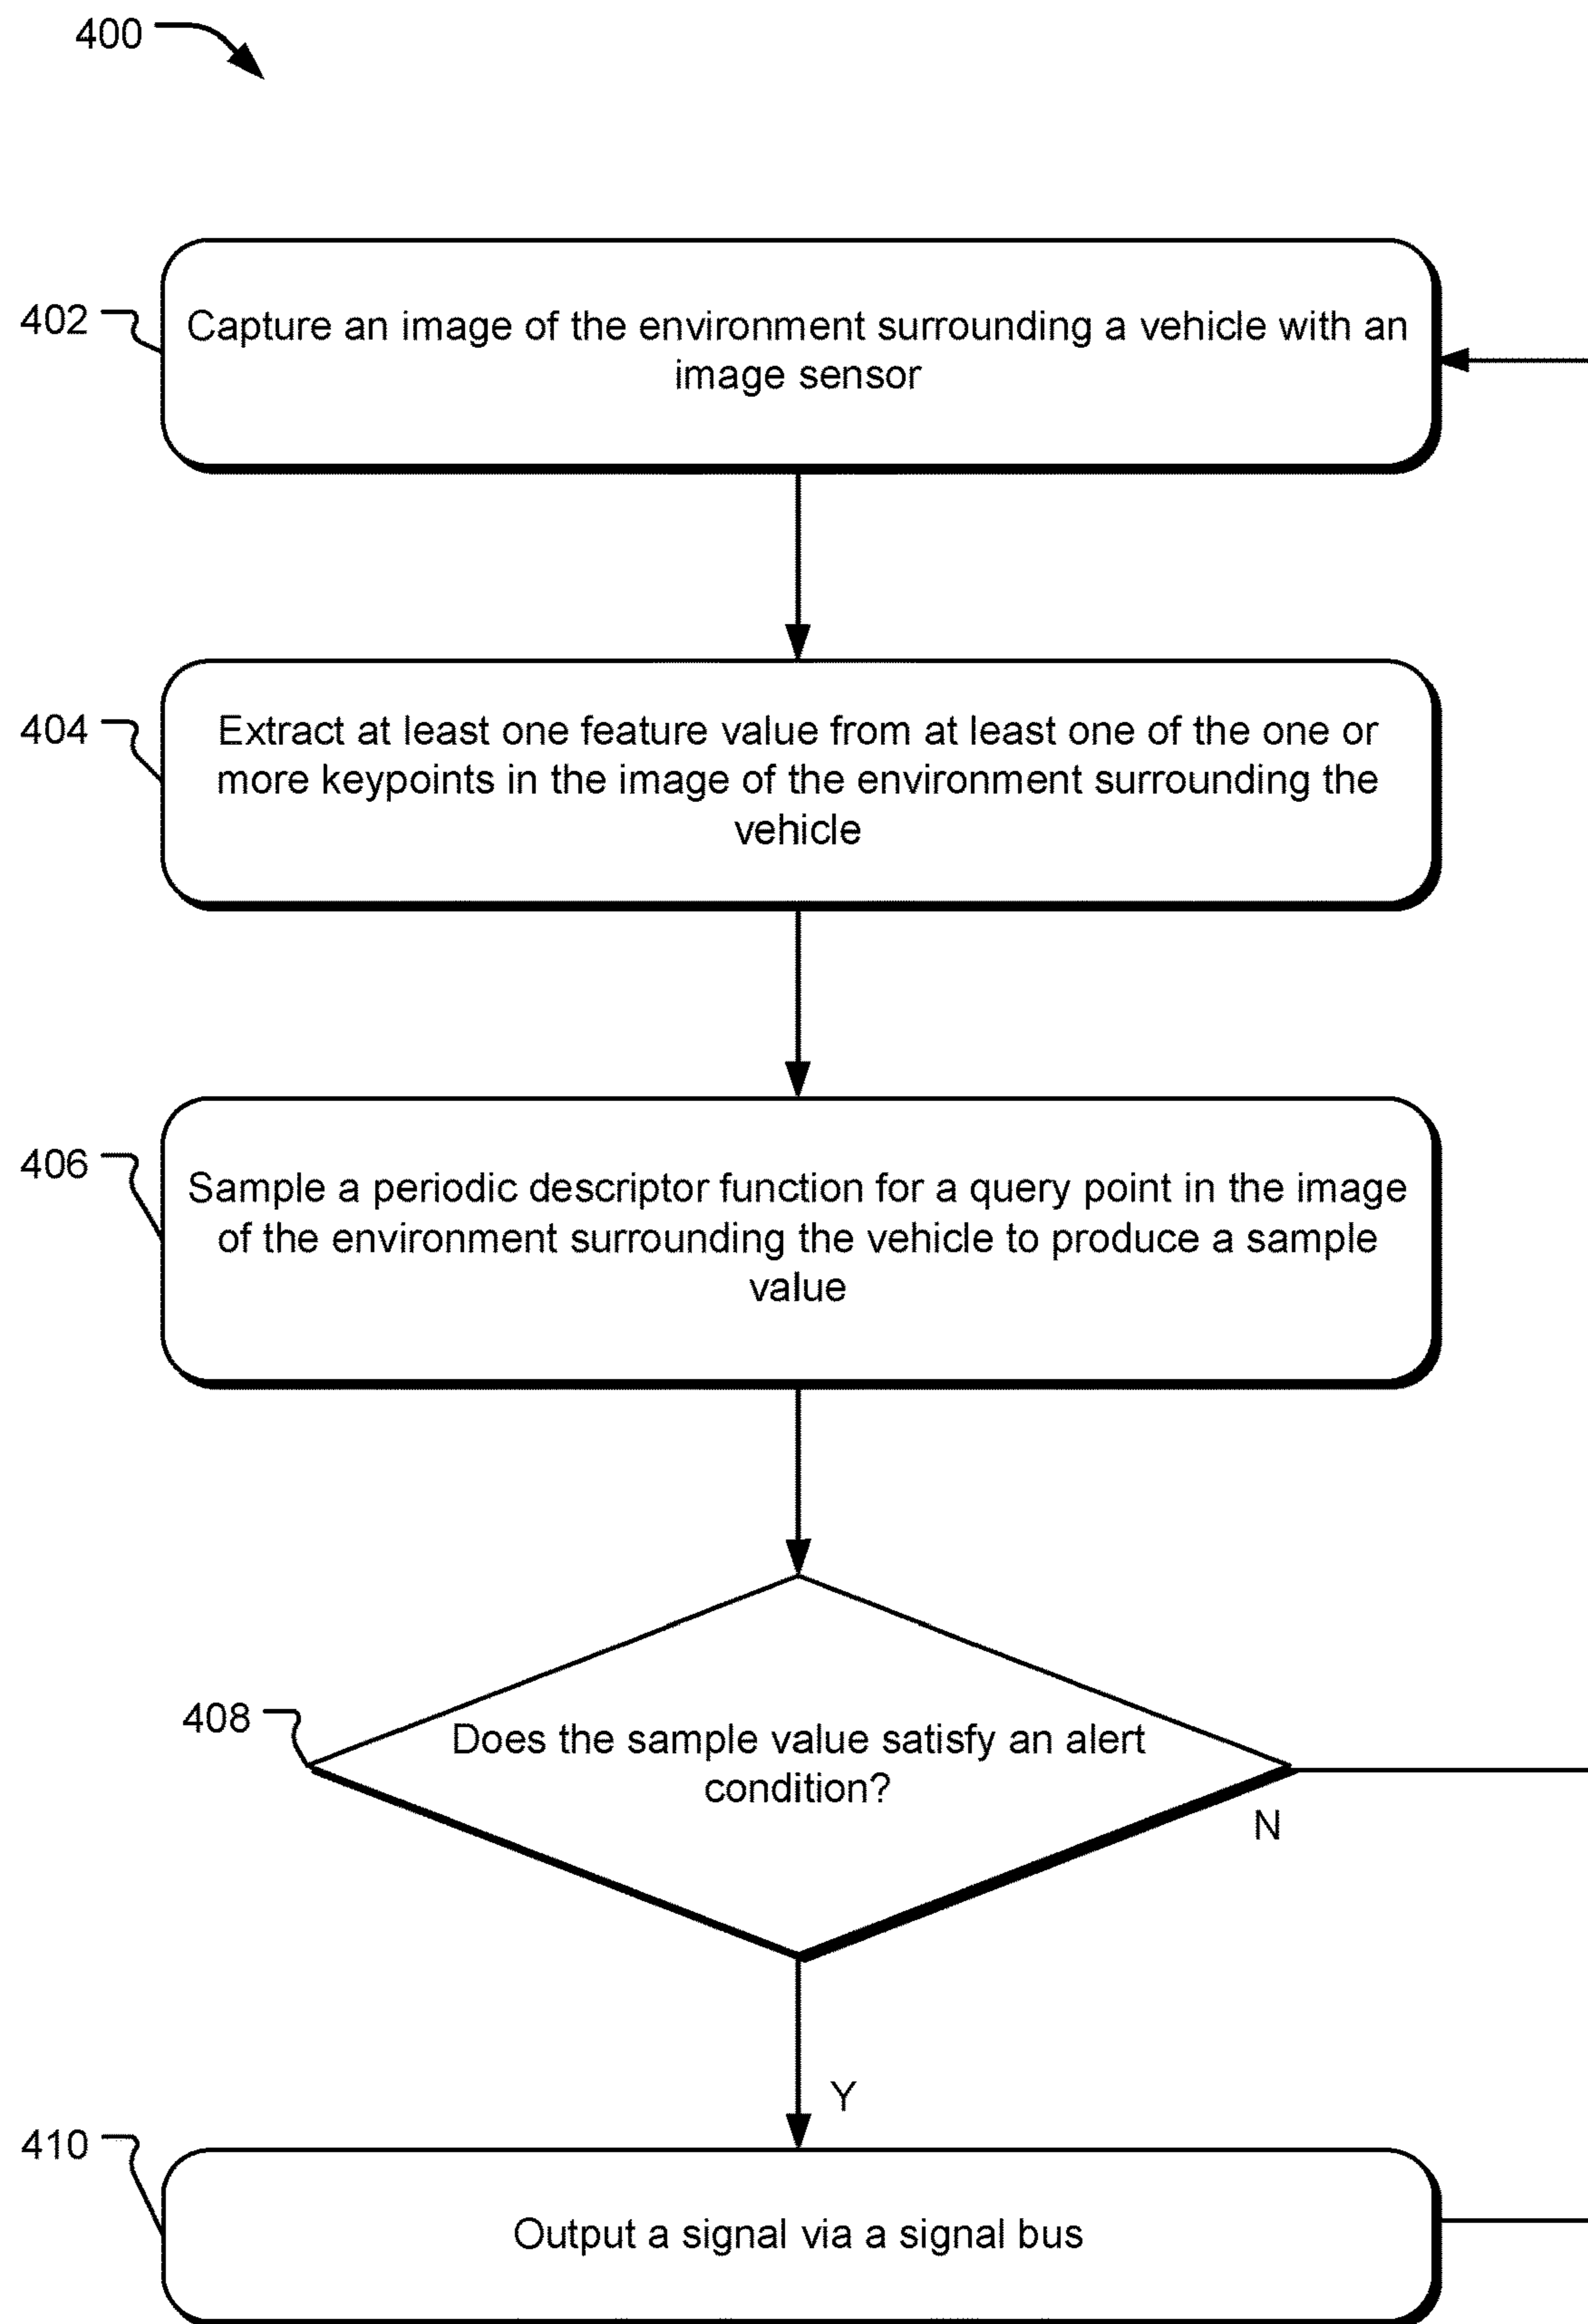 400
402
Capture an image of the environment surrounding a vehicle with an
image sensor
404
Extract at least one feature value from at least one of the one or
more keypoints in the image of the environment surrounding the
vehicle
406
Sample a periodic descriptor function for a query point in the image
of the environment surrounding the vehicle to produce a sample
value
408
Does the sample value satisfy an alert
condition?
N
Y
410
Output a signal via a signal bus